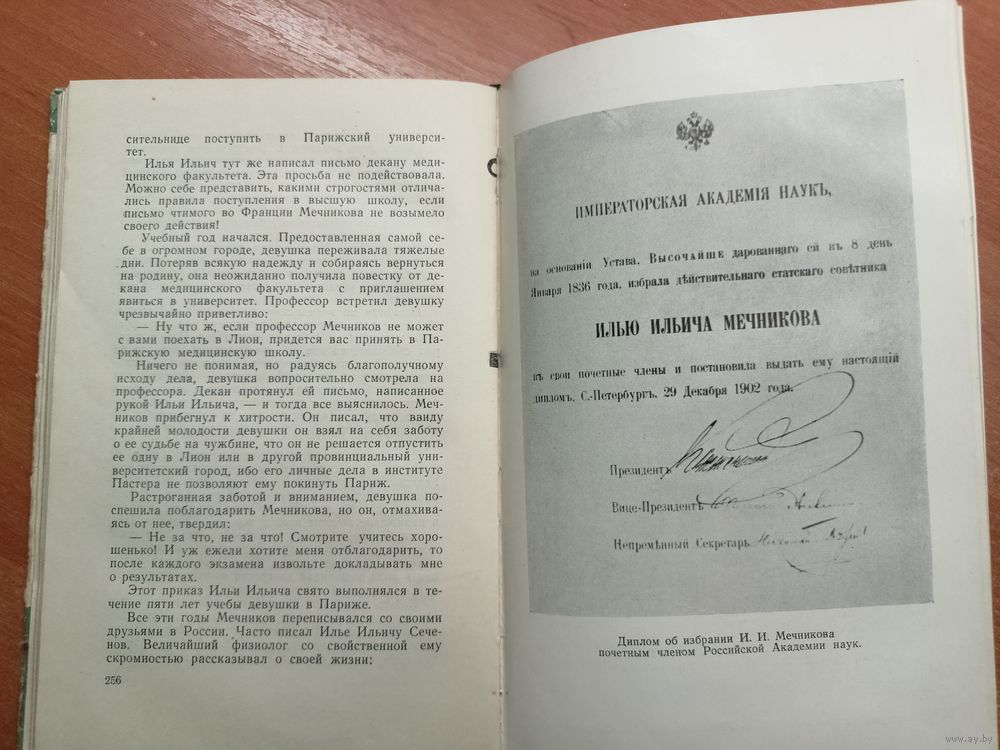 сительнице поступить в Парижский универси-
тет.
Илья Ильич тут же написал письмо декану меди-
цинского факультета. Эта просьба не подействовала.
Можно себе представить, какими строгостями отлича-
лись правила поступления в высшую школу, если
письмо чтимого во Франции Мечникова не возымело
своего действия!
Учебный год начался. Предоставленная самой се-
бе в огромном городе, девушка переживала тяжелые
дни. Потеряв всякую надежду и собираясь вернуться
на родину, она неожиданно получила повестку от де-
кана медицинского факультета с приглашением
явиться в университет. Профессор встретил девушку
чрезвычайно приветливо:
— Ну что ж, если профессор Мечников не может
с вами поехать в Лион, придется вас принять в Па-
рижскую медицинскую школу.
Ничего не понимая, но радуясь благополучному
исходу дела, девушка вопросительно смотрела на
профессора. Декан протянул ей письмо, написанное
рукой Ильи Ильича, — и тогда все выяснилось. Меч-
ников прибегнул к хитрости. Он писал, что ввиду
крайней молодости девушки он взял на себя заботу
о ее судьбе на чужбине, что он не решается отпустить
ее одну в Лион или в другой провинциальный уни-
верситетский город, ибо его личные дела в институте
Пастера не позволяют ему покинуть Париж.
Растроганная заботой и вниманием, девушка по-
спешила поблагодарить Мечникова, но он, отмахива-
ясь от нее, твердил:
— Не за что, не за что! Смотрите учитесь хоро-
шенько! И уж ежели хотите меня отблагодарить, то
после каждого экзамена извольте докладывать мне
о результатах.
Этот приказ Ильи Ильича свято выполнялся в те-
чение пяти лет учебы девушки в Париже.
Все эти годы Мечников переписывался со своими
друзьями в России. Часто писал Илье Ильичу Сече-
нов. Величайший физиолог со свойственной ему
скромностью рассказывал о своей жизни:
256
ИМПЕРАТОРСКАЯ АКАДЕМІЯ НАУКЪ,
на основаніи Устава, Высочайше дарованнаго ей въ 8 день
Января 1836 года, избрала дѣйствительнаго статскаго совѣтника
ИЛЬЮ ИЛЬИЧА МЕЧНИКОВА
въ свои почетные члены и постановила выдать ему настоящій
дипломъ. С.-Петербургъ. 29 Декабря 1902 года.
Президентъ
Вице-Президентъ
Непремѣнный Секретарь
Диплом об избрании И. И. Мечникова
почетным членом Российской Академии наук.
www.ay.by